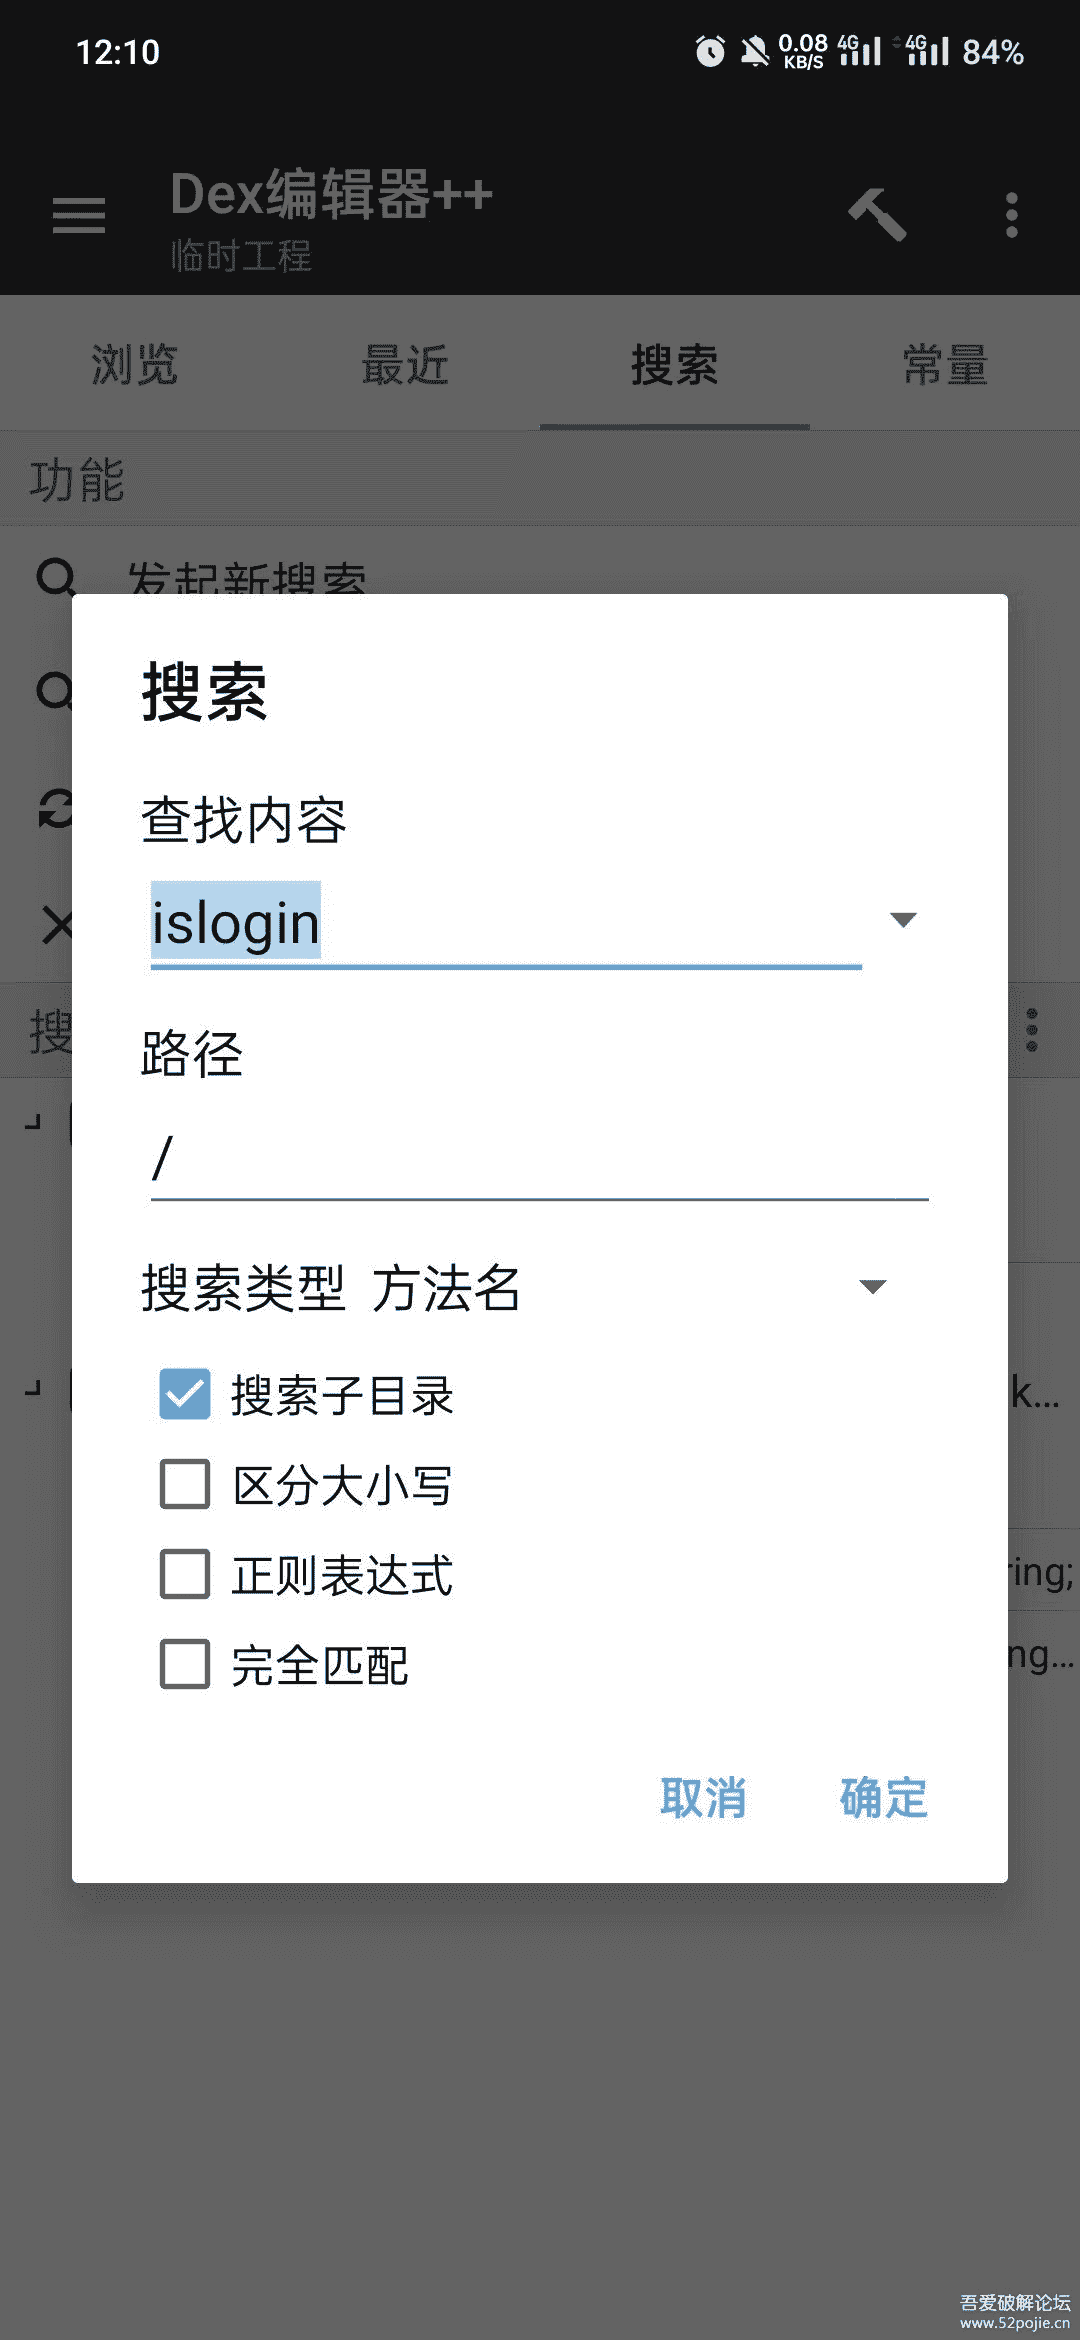 12:10
0.08
KB/S
4G
4G
84%
Dex编辑器++
临时工程
浏览
最近
搜索
常量
功能
发起新搜索
搜索
查找内容
islogin
路径
/
搜索类型 方法名
搜索子目录
区分大小写
正则表达式
完全匹配
取消
确定
搜
k...
ring;
ng...
吾爱破解论坛
www.52pojie.cn